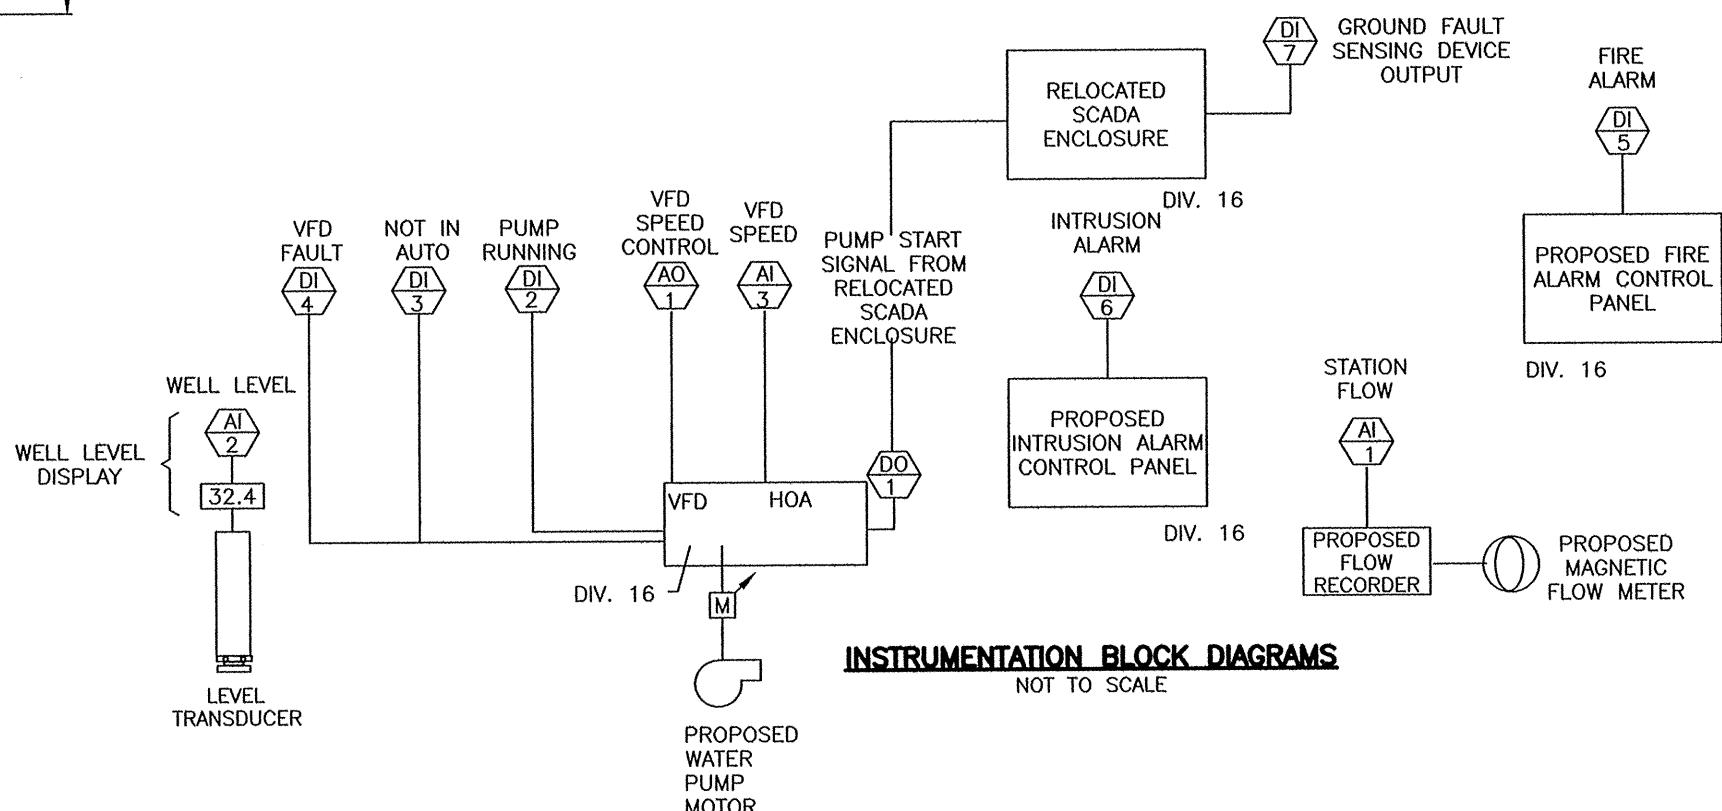 DI
7
GROUND FAULT
SENSING DEVICE
OUTPUT
FIRE
ALARM
DI
5
RELOCATED
SCADA
ENCLOSURE
DIV. 16
PROPOSED FIRE
ALARM CONTROL
PANEL
DIV. 16
VFD
FAULT
DI
4
NOT IN
AUTO
DI
3
PUMP
RUNNING
DI
2
VFD
SPEED
CONTROL
AO
1
VFD
SPEED
AI
3
PUMP START
SIGNAL FROM
RELOCATED
SCADA
ENCLOSURE
INTRUSION
ALARM
DI
6
PROPOSED
INTRUSION ALARM
CONTROL PANEL
DIV. 16
WELL LEVEL
AI
2
WELL LEVEL
DISPLAY
32.4
LEVEL
TRANSDUCER
VFD
HOA
DO
1
DIV. 16
M
PROPOSED
WATER
PUMP
MOTOR
STATION
FLOW
AI
1
PROPOSED
FLOW
RECORDER
PROPOSED
MAGNETIC
FLOW METER
INSTRUMENTATION BLOCK DIAGRAMS
NOT TO SCALE